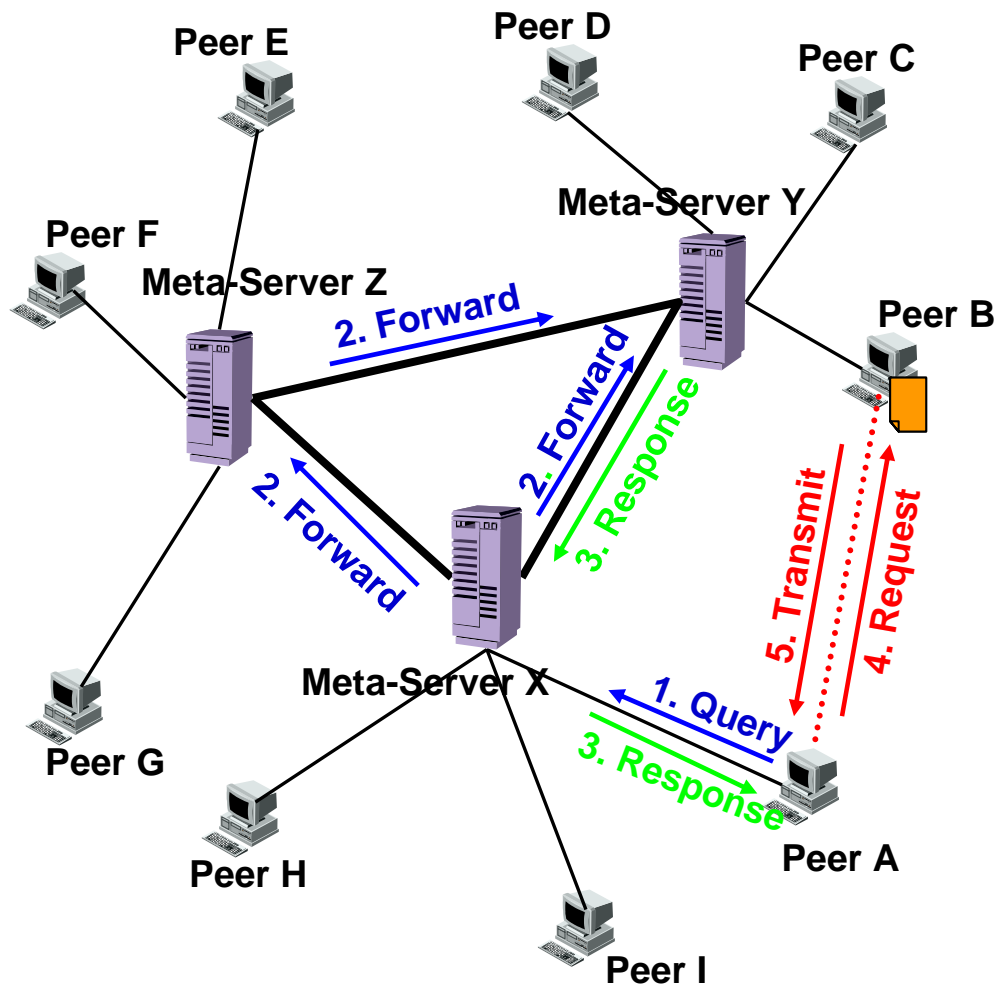 Peer D
Peer E
Peer C
Meta-Server Y
Peer F
Meta-Server Z
2. Forward
Peer B
2. Forward
3. Response
2. Forward
5. Transmit
4. Request
Meta-Server X
1. Query
3. Response
Peer G
Peer A
Peer H
Peer I